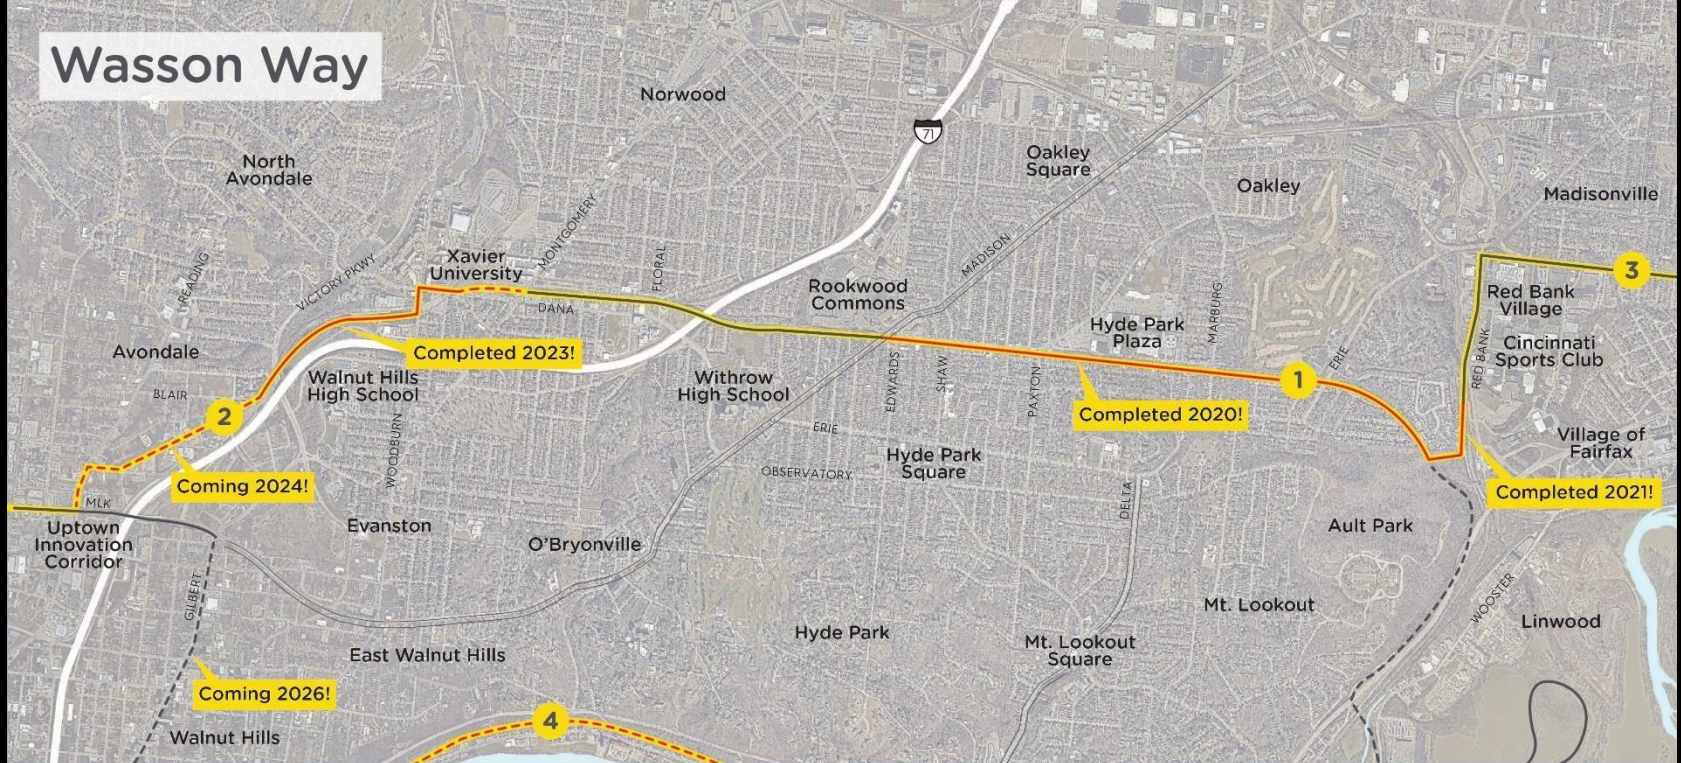 Wasson Way
Norwood
71
North
Avondale
Oakley
Square
Oakley
Madisonville
READING
VICTORY PKWY
Xavier
University
MONTGOMERY
FLORAL
MADISON
Rookwood
Commons
DANA
MARBURG
3
Red Bank
Village
Hyde Park
Plaza
RED BANK
Cincinnati
Sports Club
Avondale
Completed 2023!
ERIE
BLAIR
Walnut Hills
High School
Withrow
High School
EDWARDS
SHAW
PAXTON
1
Completed 2020!
2
WOODBURN
ERIE
Hyde Park
Square
OBSERVATORY
Village of
Fairfax
Coming 2024!
Completed 2021!
MLK
DELTA
Uptown
Innovation
Corridor
Evanston
O'Bryonville
Ault Park
GILBERT
WOOSTER
Mt. Lookout
Linwood
Hyde Park
Mt. Lookout
Square
East Walnut Hills
Coming 2026!
4
Walnut Hills